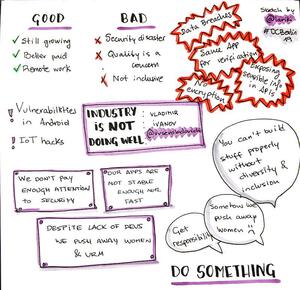 GOOD
✓ Still growing
✓ Better paid
✓ Remote work
! Vulnerabilities
in Android
! IoT hacks
BAD
✗ Security disaster
✗ Quality is a
concern
✗ Not inclusive
Data Breaches
Same App
for verification
No
encryption
Exposing
sensible info
in APIs
Sketch by
#DCBerlin
19
INDUSTRY
IS NOT
DOING WELL
VLADIMIR
IVANOV
WE DON'T PAY
ENOUGH ATTENTION
TO SECURITY
OUR APPS ARE
NOT STABLE
ENOUGH NOR
FAST
DESPITE LACK OF DEVS
WE PUSH AWAY WOMEN
& URM
You can't build
stuff properly
without
diversity &
inclusion
Somehow we
push away
women
Get
responsibility
DO SOMETHING